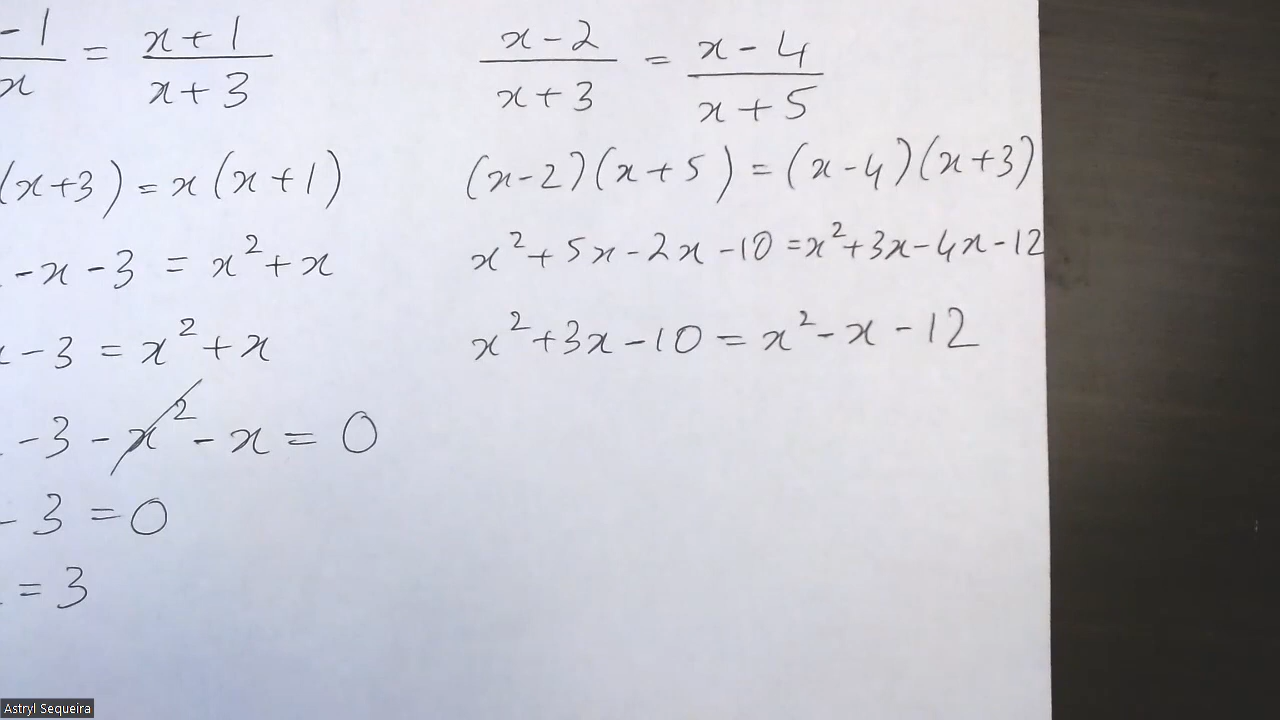 -1/x = (x+1)/(x+3)
(x+3) = x(x+1)
-x-3 = x²+x
-3 = x²+x
-3-x²-x=0
-3=0
=3
(x-2)/(x+3) = (x-4)/(x+5)
(x-2)(x+5)=(x-4)(x+3)
x²+5x-2x-10=x²+3x-4x-12
x²+3x-10=x²-x-12
Astryl Sequeira